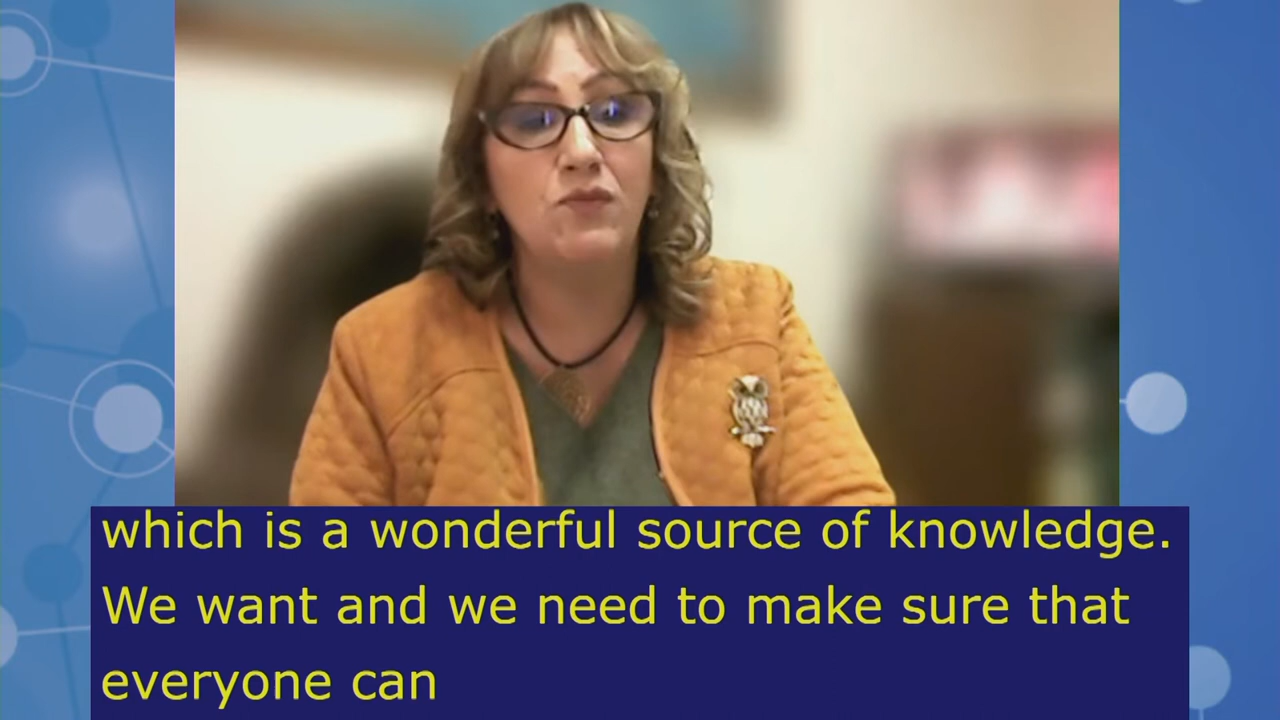 which is a wonderful source of knowledge.
We want and we need to make sure that
everyone can